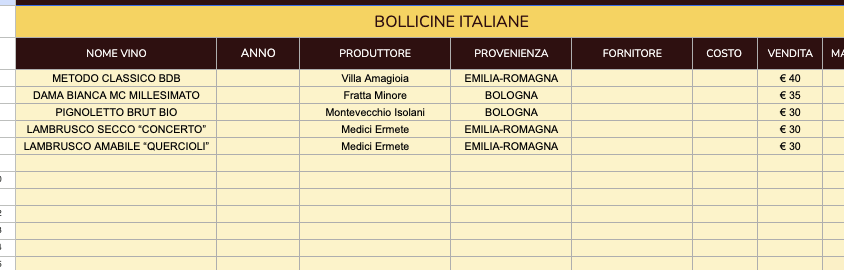 BOLLICINE ITALIANE
NOME VINO ANNO PRODUTTORE PROVENIENZA FORNITORE COSTO VENDITA MA
METODO CLASSICO BDB Villa Amagioia EMILIA-ROMAGNA € 40
DAMA BIANCA MC MILLESIMATO Fratta Minore BOLOGNA € 35
PIGNOLETTO BRUT BIO Montevecchio Isolani BOLOGNA € 30
LAMBRUSCO SECCO “CONCERTO” Medici Ermete EMILIA-ROMAGNA € 30
LAMBRUSCO AMABILE “QUERCIOLI” Medici Ermete EMILIA-ROMAGNA € 30